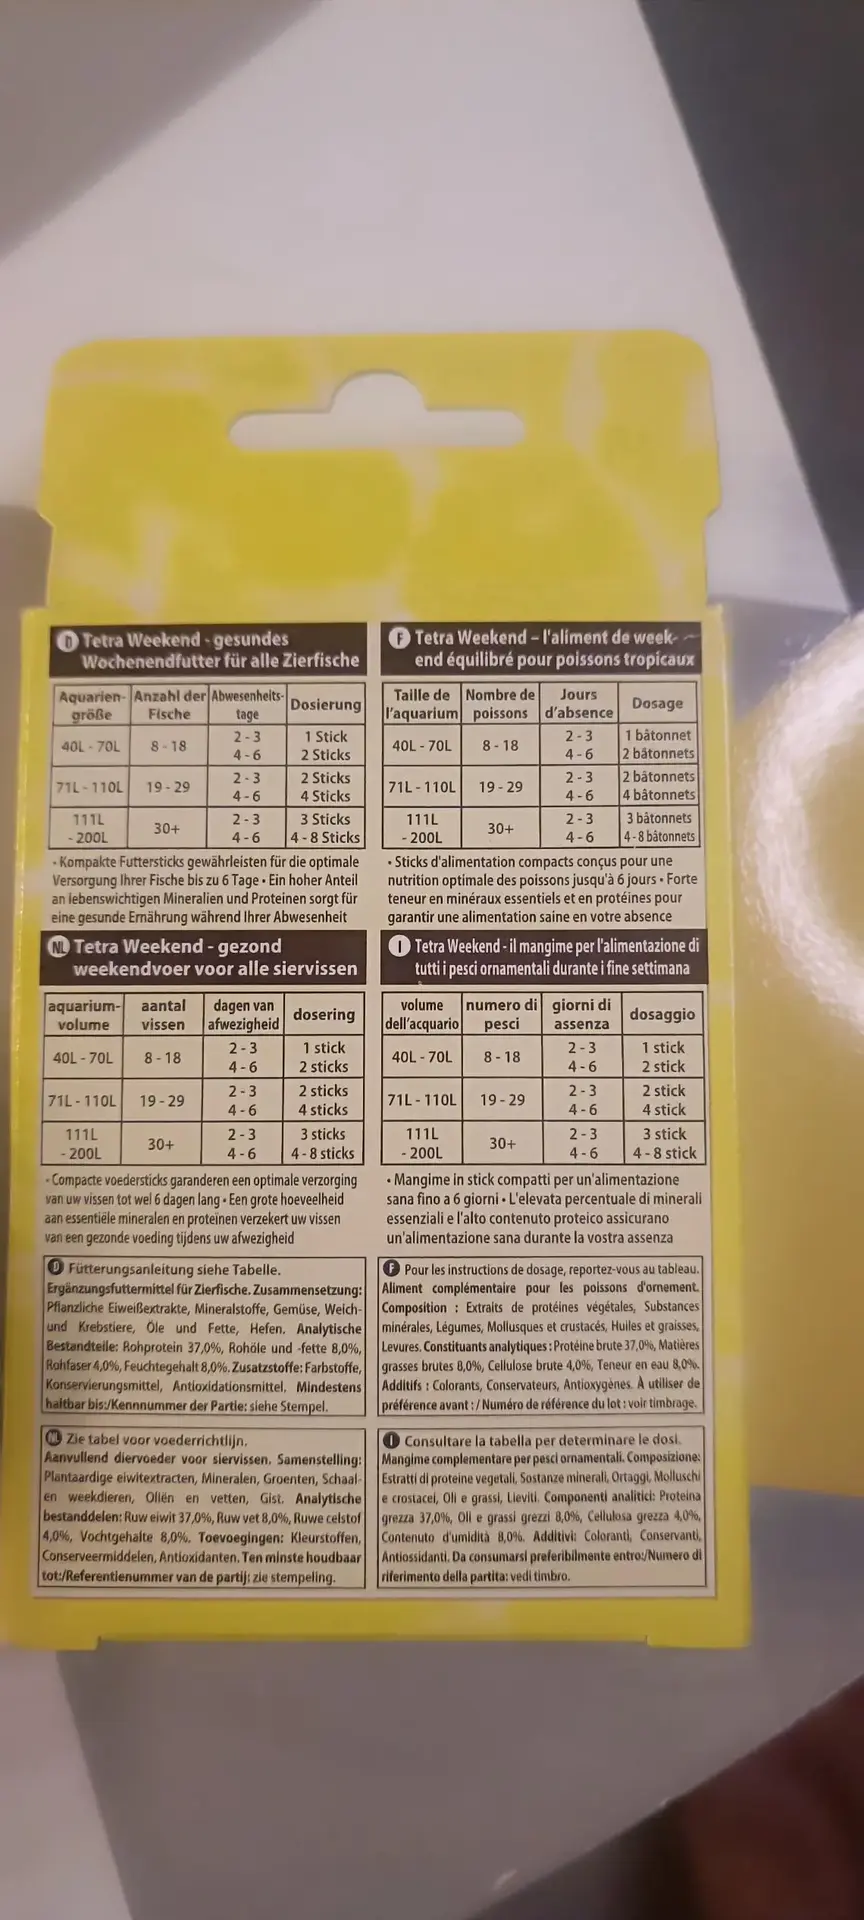 D Tetra Weekend - gesundes
Wochenendfutter für alle Zierfische
Aquarien- Anzahl der Abwesenheits- Dosierung
größe Fische tage
40L - 70L 8 - 18 2 - 3 1 Stick
4 - 6 2 Sticks
71L - 110L 19 - 29 2 - 3 2 Sticks
4 - 6 4 Sticks
111L 30+ 2 - 3 3 Sticks
- 200L 4 - 6 4 - 8 Sticks
• Kompakte Futtersticks gewährleisten für die optimale
Versorgung Ihrer Fische bis zu 6 Tage • Ein hoher Anteil
an lebenswichtigen Mineralien und Proteinen sorgt für
eine gesunde Ernährung während Ihrer Abwesenheit
F Tetra Weekend – l'aliment de week-
end équilibré pour poissons tropicaux
Taille de Nombre de Jours Dosage
l'aquarium poissons d'absence
40L - 70L 8 - 18 2 - 3 1 bâtonnet
4 - 6 2 bâtonnets
71L - 110L 19 - 29 2 - 3 2 bâtonnets
4 - 6 4 bâtonnets
111L 30+ 2 - 3 3 bâtonnets
- 200L 4 - 6 4 - 8 bâtonnets
• Sticks d'alimentation compacts conçus pour une
nutrition optimale des poissons jusqu'à 6 jours • Forte
teneur en minéraux essentiels et en protéines pour
garantir une alimentation saine en votre absence
NL Tetra Weekend - gezond
weekendvoer voor alle siervissen
aquarium- aantal dagen van dosering
volume vissen afwezigheid
40L - 70L 8 - 18 2 - 3 1 stick
4 - 6 2 sticks
71L - 110L 19 - 29 2 - 3 2 sticks
4 - 6 4 sticks
111L 30+ 2 - 3 3 sticks
- 200L 4 - 6 4 - 8 sticks
• Compacte voedersticks garanderen een optimale verzorging
van uw vissen tot wel 6 dagen lang • Een grote hoeveelheid
aan essentiële mineralen en proteïnen verzekert uw vissen
van een gezonde voeding tijdens uw afwezigheid
I Tetra Weekend - il mangime per l'alimentazione di
tutti i pesci ornamentali durante i fine settimana
volume numero di giorni di dosaggio
dell'acquario pesci assenza
40L - 70L 8 - 18 2 - 3 1 stick
4 - 6 2 stick
71L - 110L 19 - 29 2 - 3 2 stick
4 - 6 4 stick
111L 30+ 2 - 3 3 stick
- 200L 4 - 6 4 - 8 stick
• Mangime in stick compatti per un'alimentazione
sana fino a 6 giorni • L'elevata percentuale di minerali
essenziali e l'alto contenuto proteico assicurano
un'alimentazione sana durante la vostra assenza
D Fütterungsanleitung siehe Tabelle.
Ergänzungsfuttermittel für Zierfische. Zusammensetzung:
Pflanzliche Eiweißextrakte, Mineralstoffe, Gemüse, Weich-
und Krebstiere, Öle und Fette, Hefen. Analytische
Bestandteile: Rohprotein 37,0%, Rohöle und -fette 8,0%,
Rohfaser 4,0%, Feuchtegehalt 8,0%. Zusatzstoffe: Farbstoffe,
Konservierungsmittel, Antioxidationsmittel. Mindestens
haltbar bis:/Kennnummer der Partie: siehe Stempel.
F Pour les instructions de dosage, reportez-vous au tableau.
Aliment complémentaire pour les poissons d'ornement.
Composition : Extraits de protéines végétales, Substances
minérales, Légumes, Mollusques et crustacés, Huiles et graisses,
Levures. Constituants analytiques : Protéine brute 37,0%, Matières
grasses brutes 8,0%, Cellulose brute 4,0%, Teneur en eau 8,0%.
Additifs : Colorants, Conservateurs, Antioxygènes. À utiliser de
préférence avant : / Numéro de référence du lot : voir timbrage.
NL Zie tabel voor voederrichtlijn.
Aanvullend diervoeder voor siervissen. Samenstelling:
Plantaardige eiwitextracten, Mineralen, Groenten, Schaal-
en weekdieren, Oliën en vetten, Gist. Analytische
bestanddelen: Ruw eiwit 37,0%, Ruw vet 8,0%, Ruwe celstof
4,0%, Vochtgehalte 8,0%. Toevoegingen: Kleurstoffen,
Conserveermiddelen, Antioxidanten. Ten minste houdbaar
tot:/Referentienummer van de partij: zie stempeling.
I Consultare la tabella per determinare le dosi.
Mangime complementare per pesci ornamentali. Composizione:
Estratti di proteine vegetali, Sostanze minerali, Ortaggi, Molluschi
e crostacei, Oli e grassi, Lieviti. Componenti analitici: Proteina
grezza 37,0%, Oli e grassi grezzi 8,0%, Cellulosa grezza 4,0%,
Contenuto d'umidità 8,0%. Additivi: Coloranti, Conservanti,
Antiossidanti. Da consumarsi preferibilmente entro:/Numero di
riferimento della partita: vedi timbro.